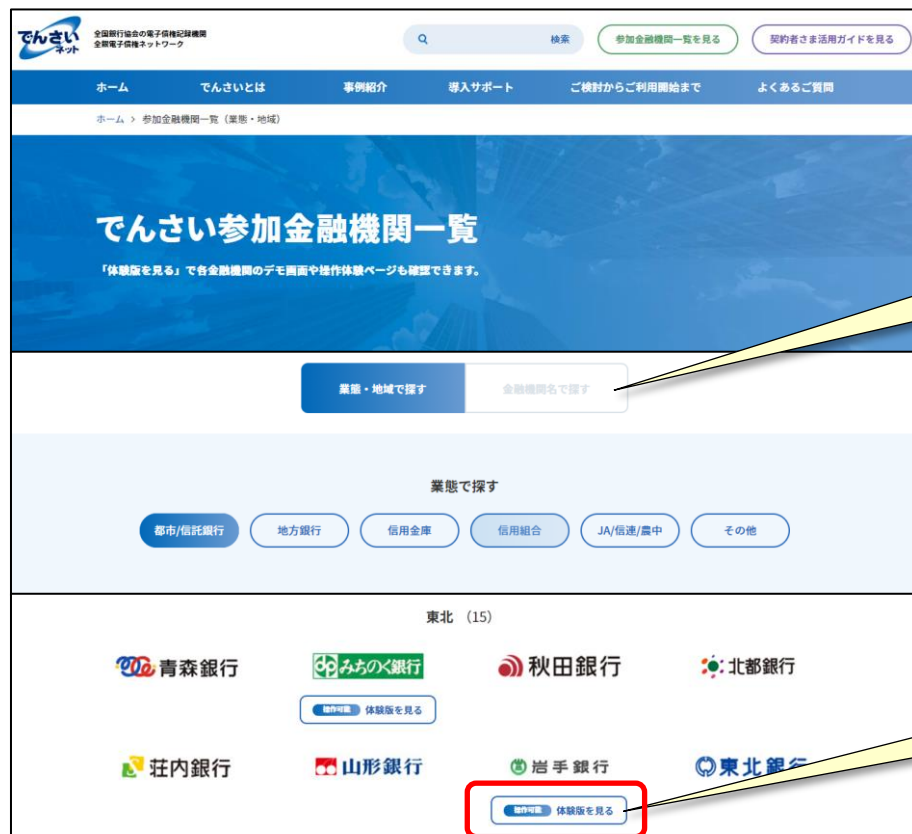 でんさいネット
全国銀行協会の電子債権記録機関
全銀電子債権ネットワーク
検索
参加金融機関一覧を見る
契約者さま活用ガイドを見る
ホーム でんさいとは 事例紹介 導入サポート ご検討からご利用開始まで よくあるご質問
ホーム > 参加金融機関一覧（業態・地域）
でんさい参加金融機関一覧
「体験版を見る」で各金融機関のデモ画面や操作体験ページも確認できます。
業態・地域で探す 金融機関名で探す
業態で探す
都市/信託銀行 地方銀行 信用金庫 信用組合 JA/信連/農中 その他
東北 （15）
青森銀行 みちのく銀行 秋田銀行 北都銀行
操作可能 体験版を見る
荘内銀行 山形銀行 岩手銀行 東北銀行
操作可能 体験版を見る